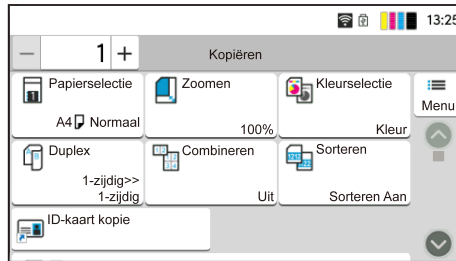 13:25
1 +
Kopiëren
Papierselectie
A4 Normaal
Zoomen
100%
Kleurselectie
Kleur
Menu
Duplex
1-zijdig>>
1-zijdig
Combineren
Uit
Sorteren
Sorteren Aan
ID-kaart kopie